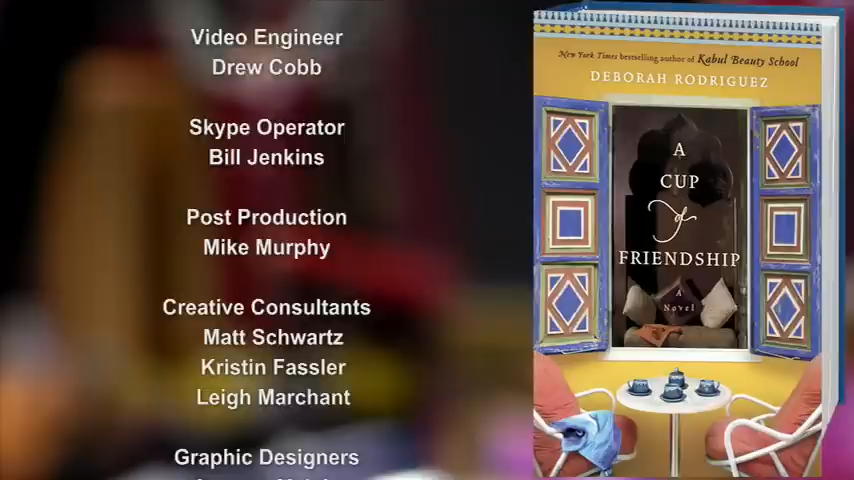 Video Engineer
Drew Cobb
Skype Operator
Bill Jenkins
Post Production
Mike Murphy
Creative Consultants
Matt Schwartz
Kristin Fassler
Leigh Marchant
Graphic Designers
New York Times bestselling author of Kabul Beauty School
DEBORAH RODRIGUEZ
A
CUP
of
FRIENDSHIP
A
Novel